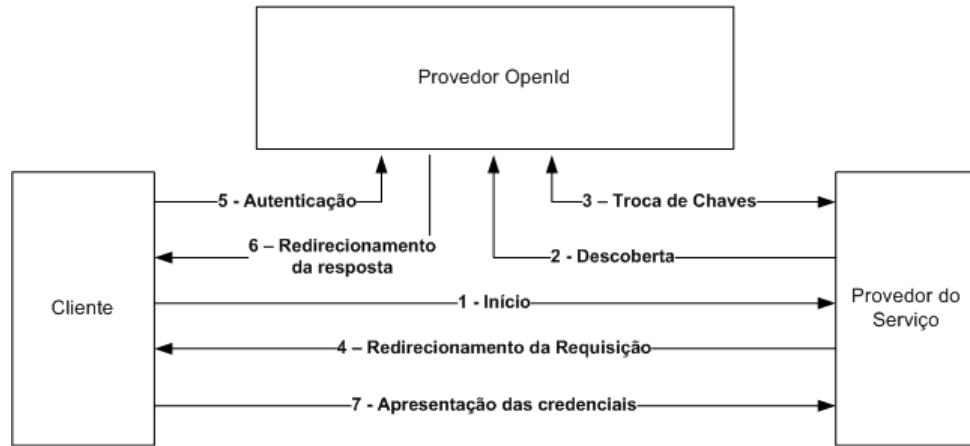 Provedor OpenId
5 - Autenticação
3 – Troca de Chaves
6 – Redirecionamento
da resposta
2 - Descoberta
Cliente
1 - Início
Provedor do
Serviço
4 – Redirecionamento da Requisição
7 - Apresentação das credenciais